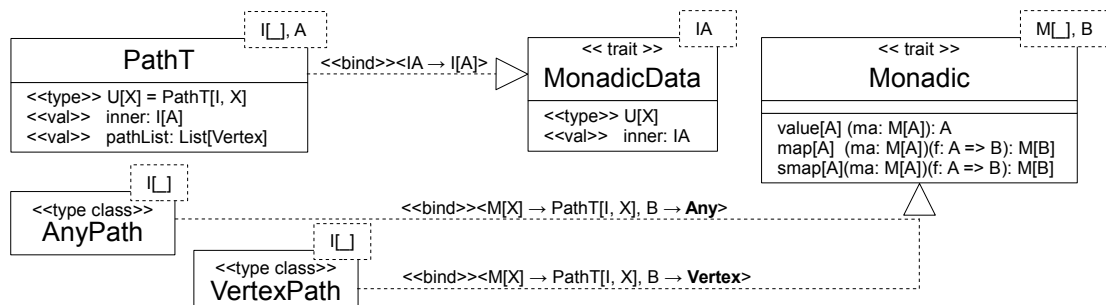 I[_], A
PathT
<<type>> U[X] = PathT[I, X]
<<val>> inner: I[A]
<<val>> pathList: List[Vertex]
<<bind>><IA → I[A]>
IA
<< trait >>
MonadicData
<<type>> U[X]
<<val>> inner: IA
M[_], B
<< trait >>
Monadic
value[A] (ma: M[A]): A
map[A] (ma: M[A])(f: A => B): M[B]
smap[A](ma: M[A])(f: A => B): M[B]
I[_]
<<type class>>
AnyPath
<<bind>><M[X] → PathT[I, X], B → Any>
I[_]
<<type class>>
VertexPath
<<bind>><M[X] → PathT[I, X], B → Vertex>